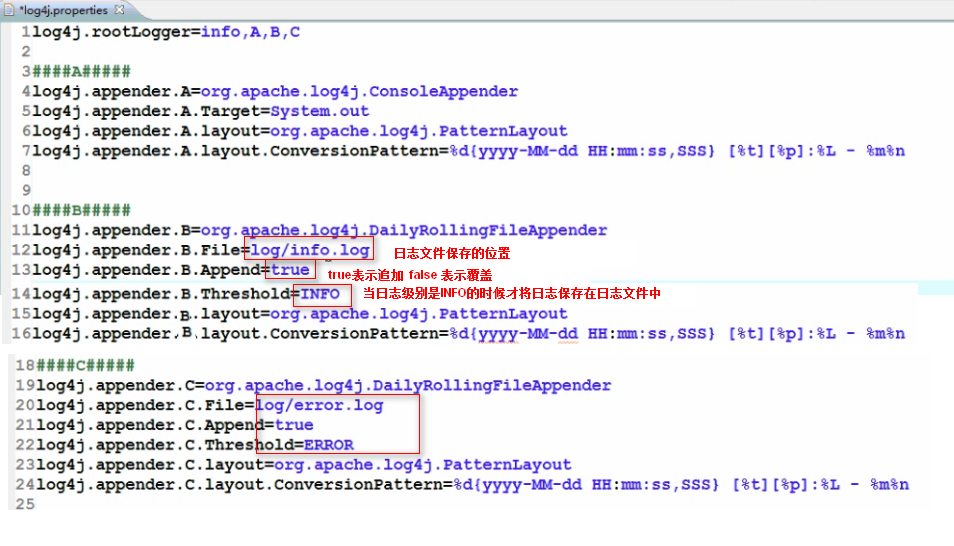 *log4j.properties
1log4j.rootLogger=info,A,B,C
2
3####A#####
4log4j.appender.A=org.apache.log4j.ConsoleAppender
5log4j.appender.A.Target=System.out
6log4j.appender.A.layout=org.apache.log4j.PatternLayout
7log4j.appender.A.layout.ConversionPattern=%d{yyyy-MM-dd HH:mm:ss,SSS} [%t][%p]:%L - %m%n
8
9
10####B#####
11log4j.appender.B=org.apache.log4j.DailyRollingFileAppender
12log4j.appender.B.File=log/info.log 日志文件保存的位置
13log4j.appender.B.Append=true true表示追加 false 表示覆盖
14log4j.appender.B.Threshold=INFO 当日志级别是INFO的时候才将日志保存在日志文件中
15log4j.appender.B.layout=org.apache.log4j.PatternLayout
16log4j.appender.B.layout.ConversionPattern=%d{yyyy-MM-dd HH:mm:ss,SSS} [%t][%p]:%L - %m%n
18####C#####
19log4j.appender.C=org.apache.log4j.DailyRollingFileAppender
20log4j.appender.C.File=log/error.log
21log4j.appender.C.Append=true
22log4j.appender.C.Threshold=ERROR
23log4j.appender.C.layout=org.apache.log4j.PatternLayout
24log4j.appender.C.layout.ConversionPattern=%d{yyyy-MM-dd HH:mm:ss,SSS} [%t][%p]:%L - %m%n
25